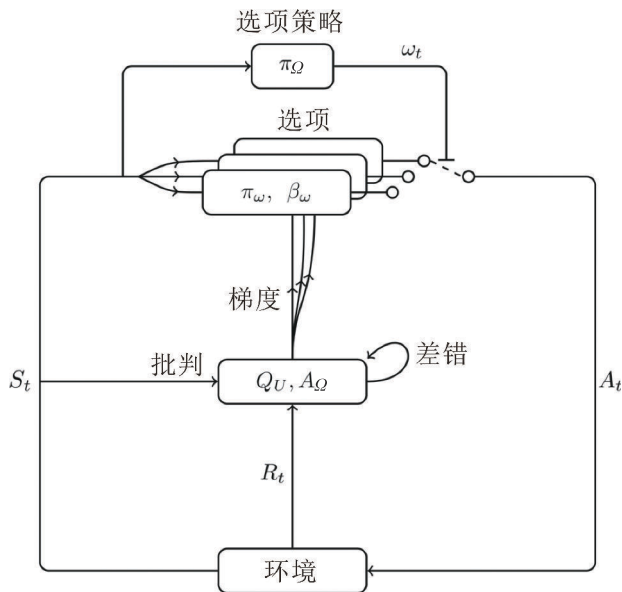 选项策略
π_Ω
ω_t
选项
π_ω, β_ω
梯度
批判
差错
S_t
Q_U, A_Ω
A_t
R_t
环境